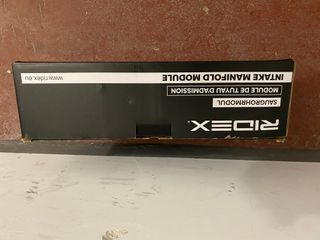 RIDEX
SAUGROHRMODUL
MODULE DE TUYAU D'ADMISSION
INTAKE MANIFOLD MODULE
www.ridex.eu